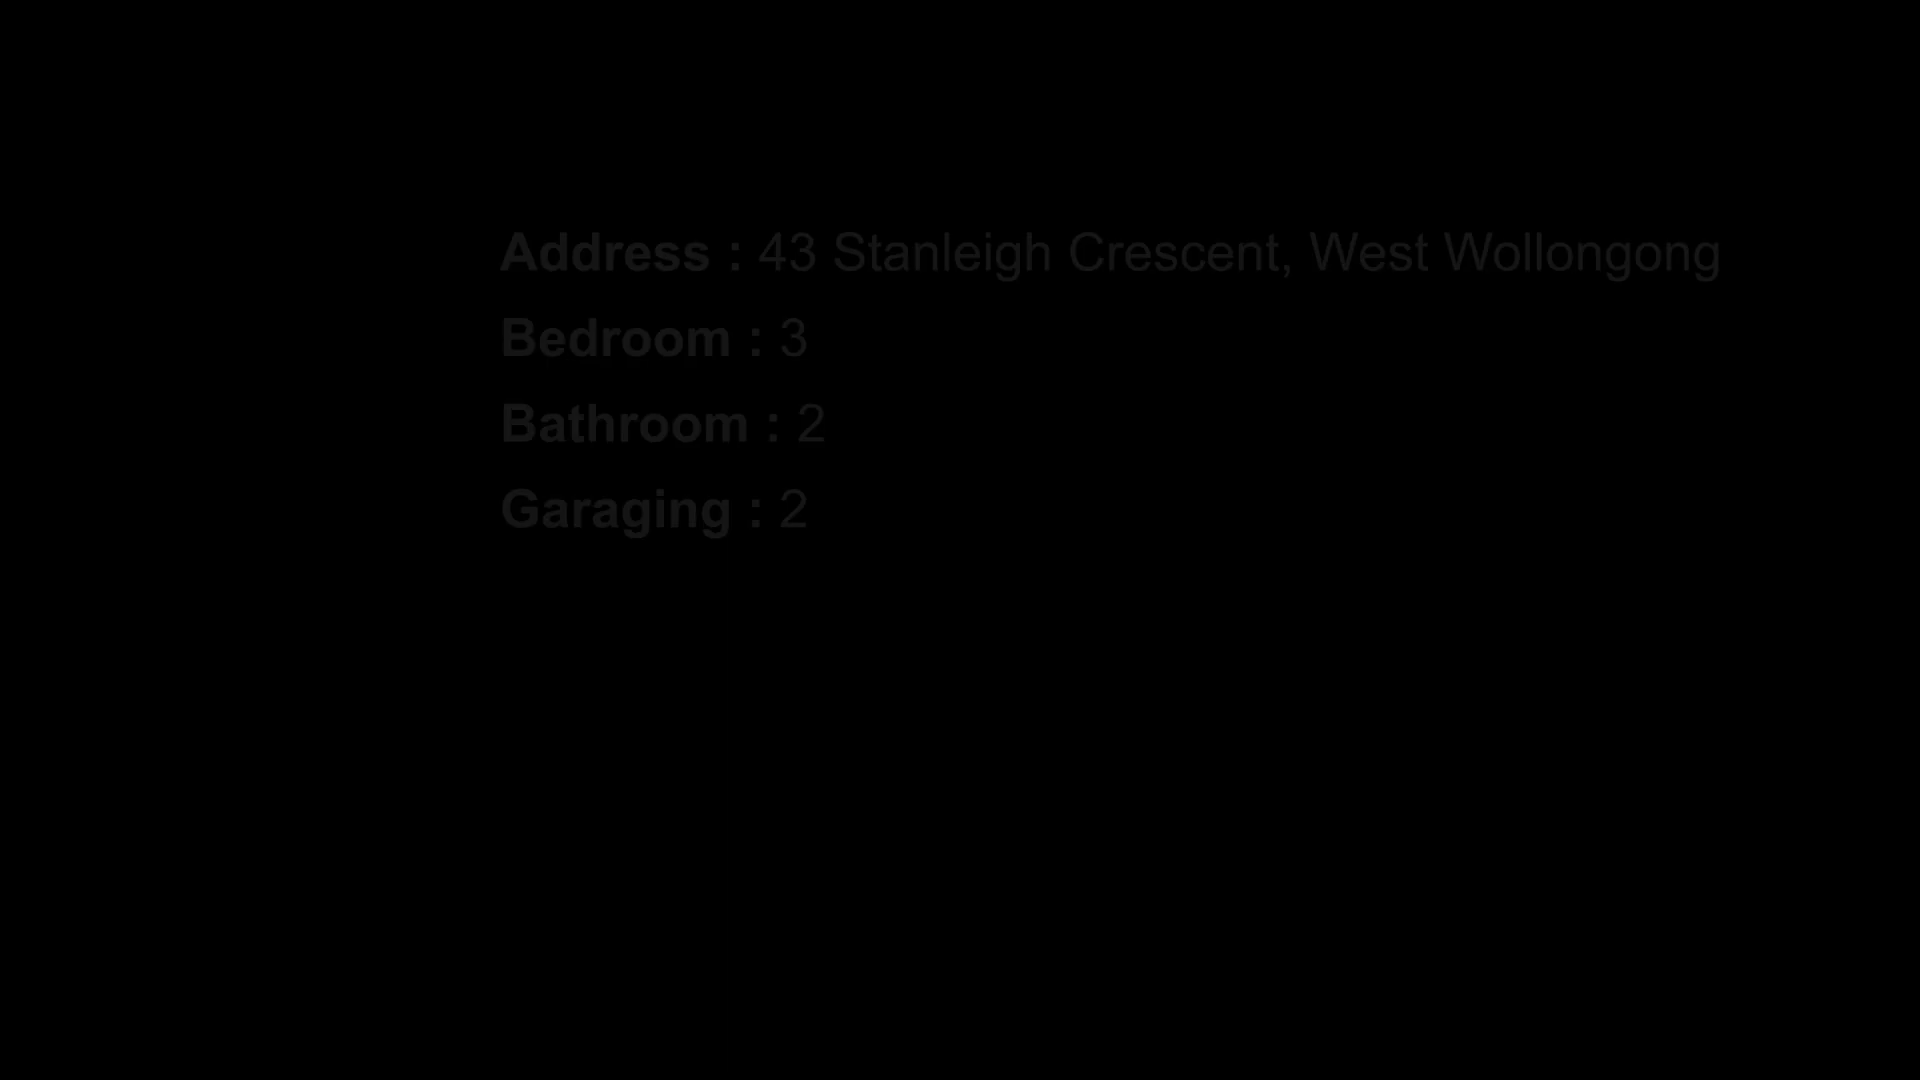 Address : 43 Stanleigh Crescent, West Wollongong
Bedroom : 3
Bathroom : 2
Garaging : 2